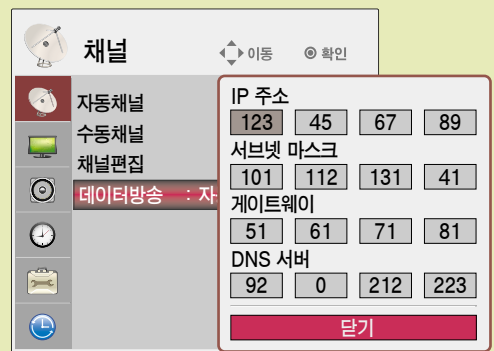 채널
이동 확인
자동채널
수동채널
채널편집
데이터방송 : 자
IP 주소
123 45 67 89
서브넷 마스크
101 112 131 41
게이트웨이
51 61 71 81
DNS 서버
92 0 212 223
닫기